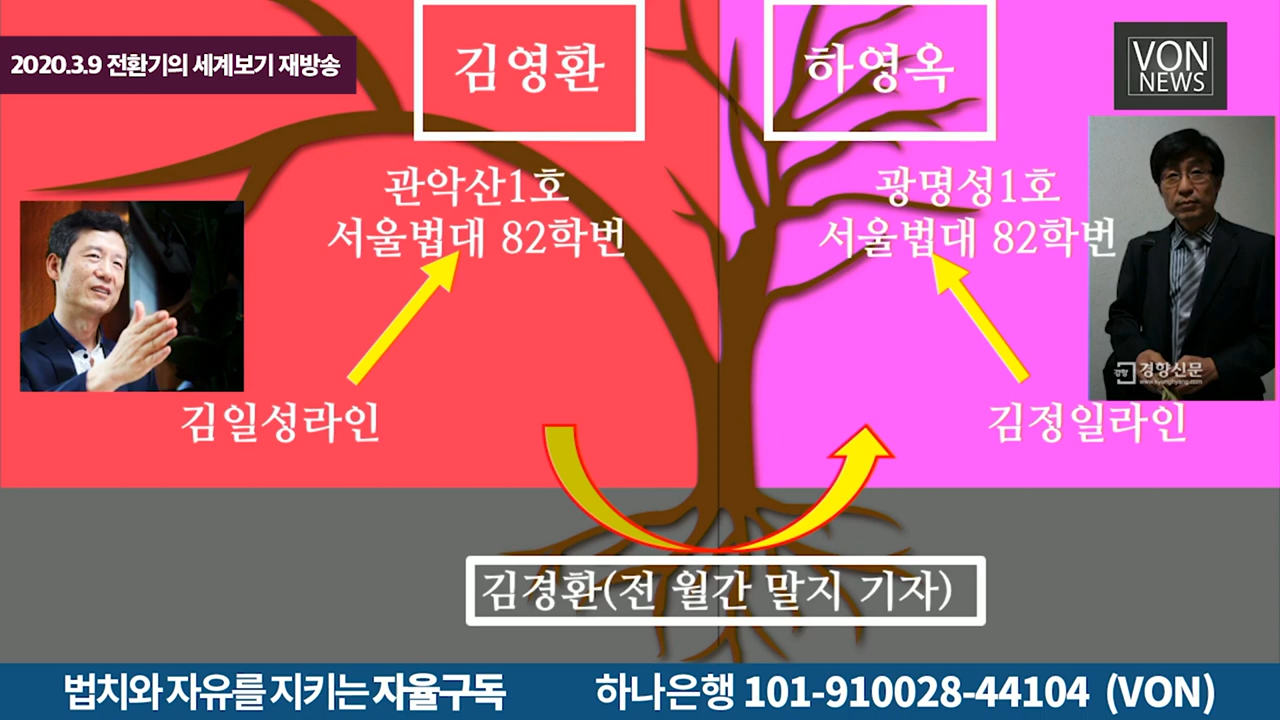 2020.3.9 전환기의 세계보기 재방송
김영환
하영옥
VON
NEWS
관악산1호
서울법대 82학번
광명성1호
서울법대 82학번
경향신문
www.kyunghyang.com
김일성라인
김정일라인
김경환(전 월간 말지 기자)
법치와 자유를 지키는 자율구독
하나은행 101-910028-44104 (VON)